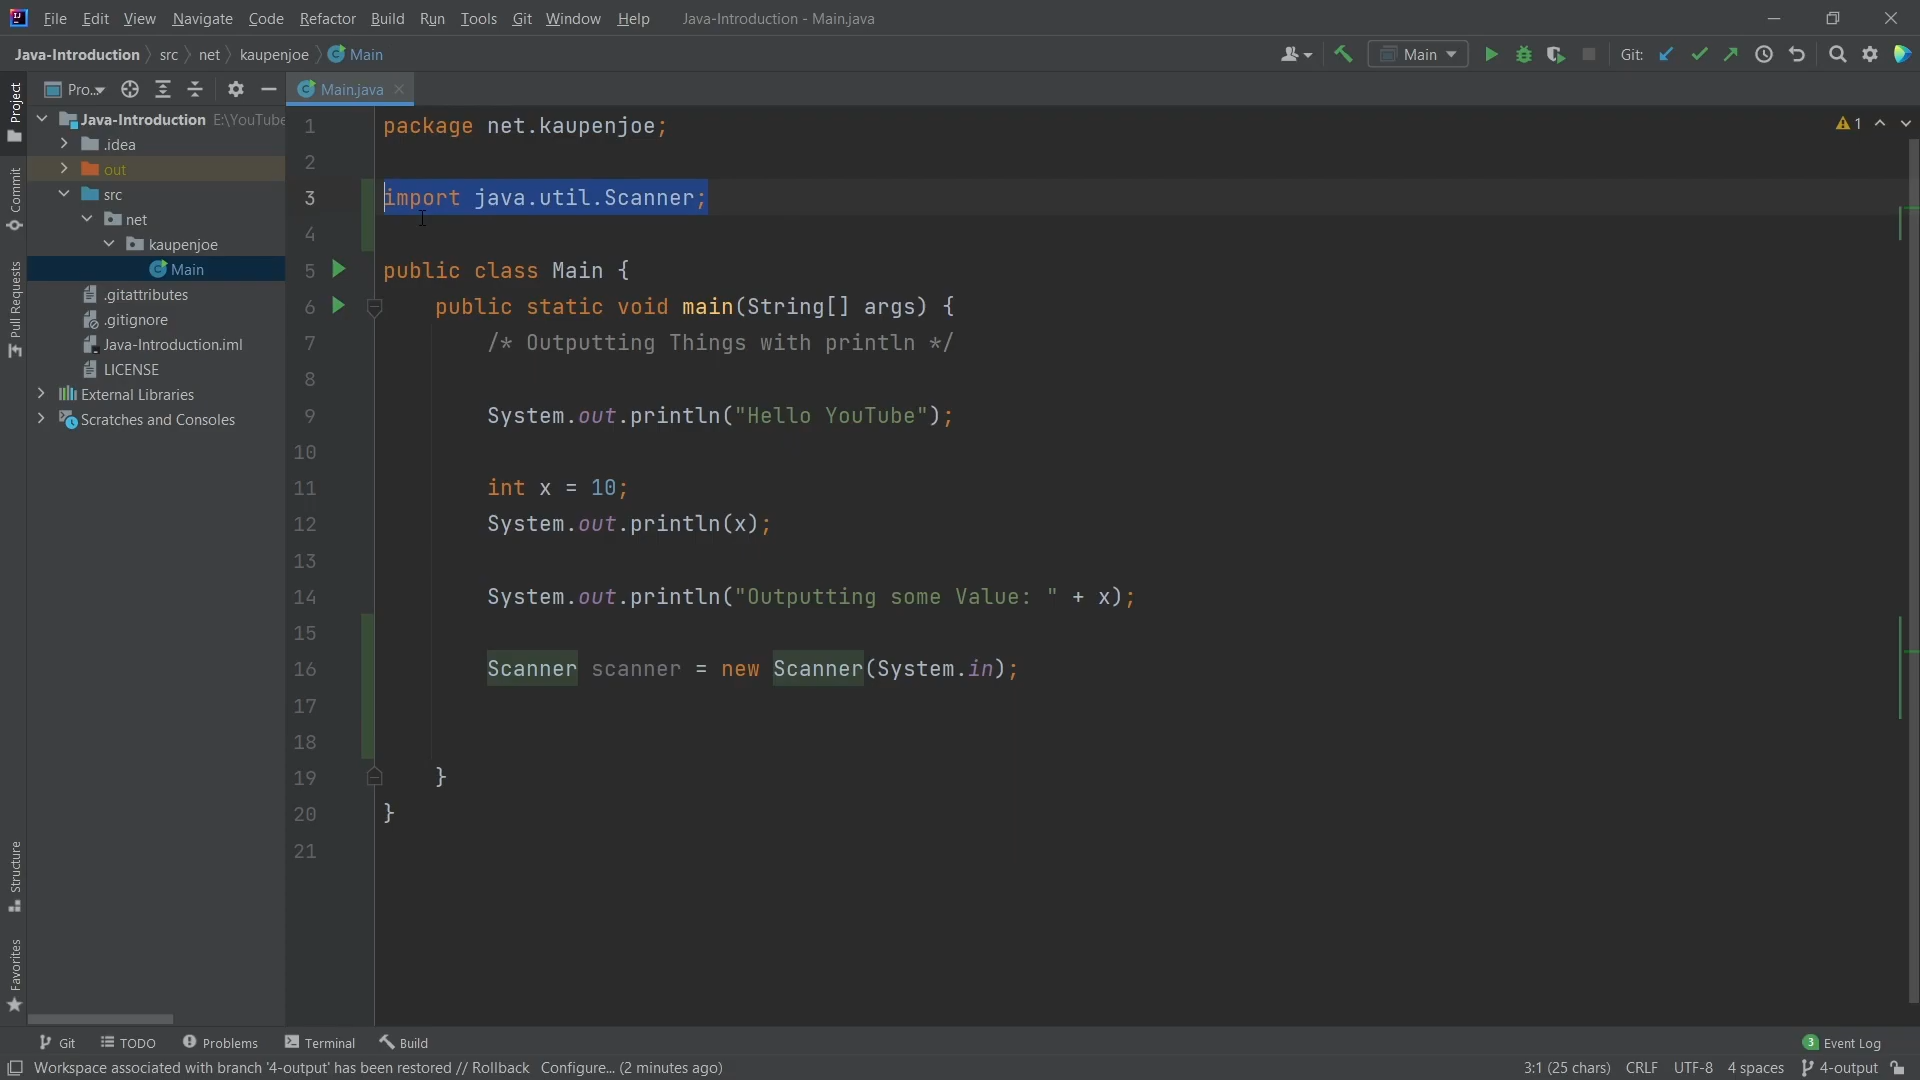 File Edit View Navigate Code Refactor Build Run Tools Git Window Help Java-Introduction - Main.java
Java-Introduction src net kaupenjoe Main Main Git:
Pro... Main.java
Project
Commit
Pull Requests
Structure
Favorites
Java-Introduction E:\YouTube
.idea
out
src
net
kaupenjoe
Main
.gitattributes
.gitignore
Java-Introduction.iml
LICENSE
External Libraries
Scratches and Consoles
1 package net.kaupenjoe; 1
2
3 import java.util.Scanner;
4
5 public class Main {
6 public static void main(String[] args) {
7 /* Outputting Things with println */
8
9 System.out.println("Hello YouTube");
10
11 int x = 10;
12 System.out.println(x);
13
14 System.out.println("Outputting some Value: " + x);
15
16 Scanner scanner = new Scanner(System.in);
17
18
19 }
20 }
21
Git TODO Problems Terminal Build 3 Event Log
Workspace associated with branch '4-output' has been restored // Rollback Configure... (2 minutes ago) 3:1 (25 chars) CRLF UTF-8 4 spaces 4-output